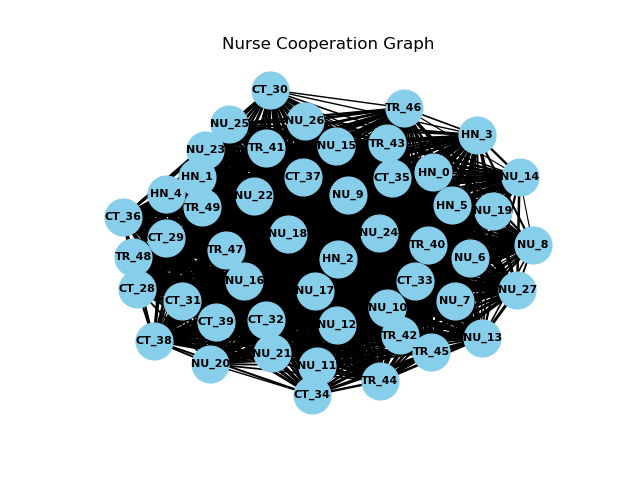 Nurse Cooperation Graph
CT_30
TR_46
NU_25
NU_26
HN_3
NU_23
TR_41
NU_15
TR_43
HN_1
CT_37
CT_35
HN_0
NU_14
HN_4
TR_49
NU_22
NU_9
HN_5
NU_19
CT_36
CT_29
NU_18
NU_24
TR_40
NU_8
TR_48
TR_47
HN_2
NU_6
CT_28
CT_31
NU_16
NU_17
CT_33
NU_7
NU_27
CT_39
CT_32
NU_12
NU_10
CT_38
NU_21
TR_42
NU_13
NU_20
NU_11
TR_45
CT_34
TR_44